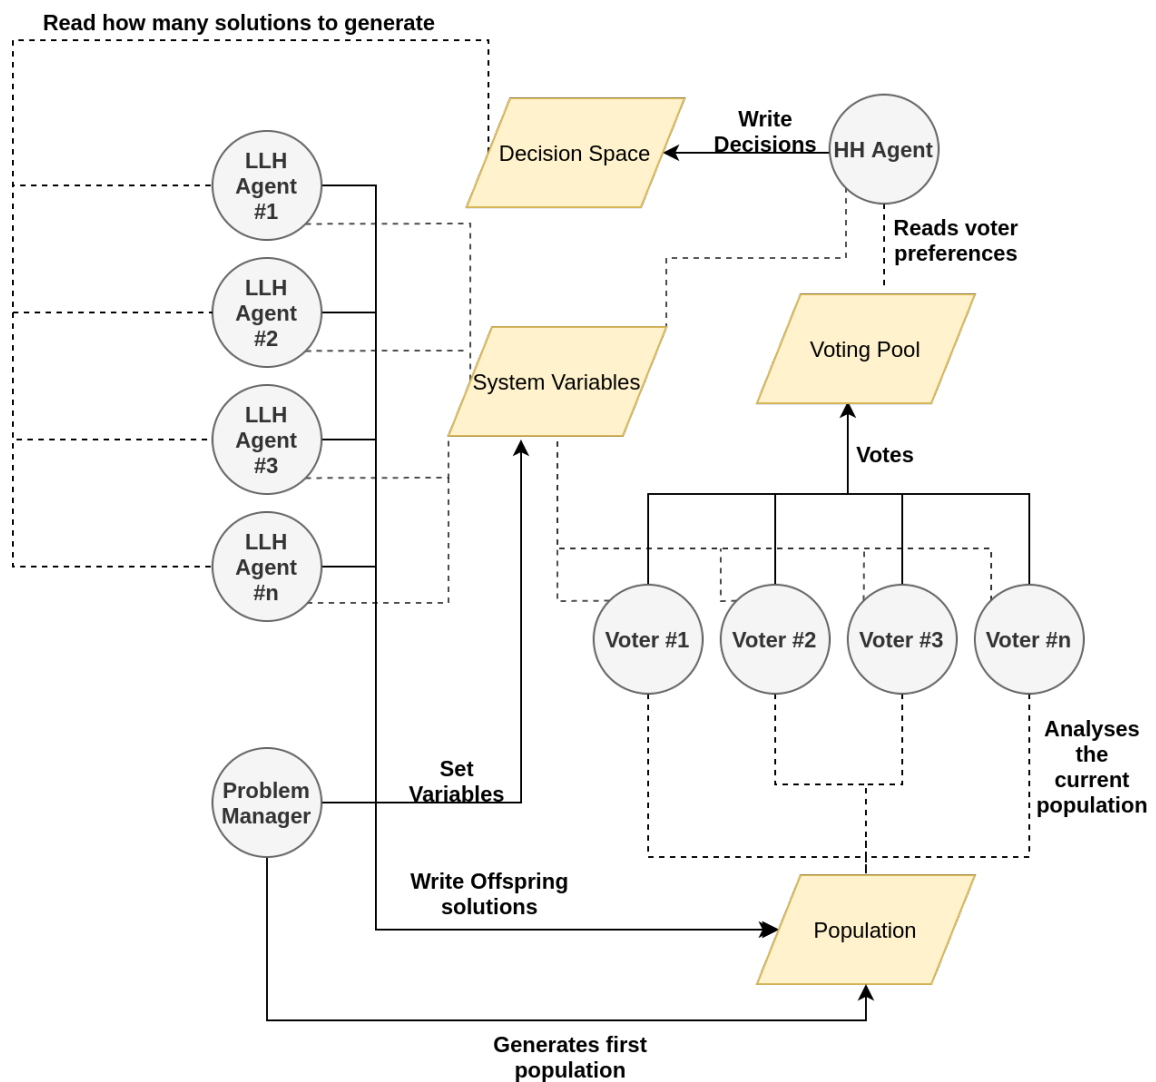 Read how many solutions to generate
LLH
Agent
#1
LLH
Agent
#2
LLH
Agent
#3
LLH
Agent
#n
Decision Space
Write
Decisions
HH Agent
Reads voter
preferences
System Variables
Voting Pool
Votes
Voter #1
Voter #2
Voter #3
Voter #n
Analyses
the
current
population
Problem
Manager
Set
Variables
Write Offspring
solutions
Population
Generates first
population